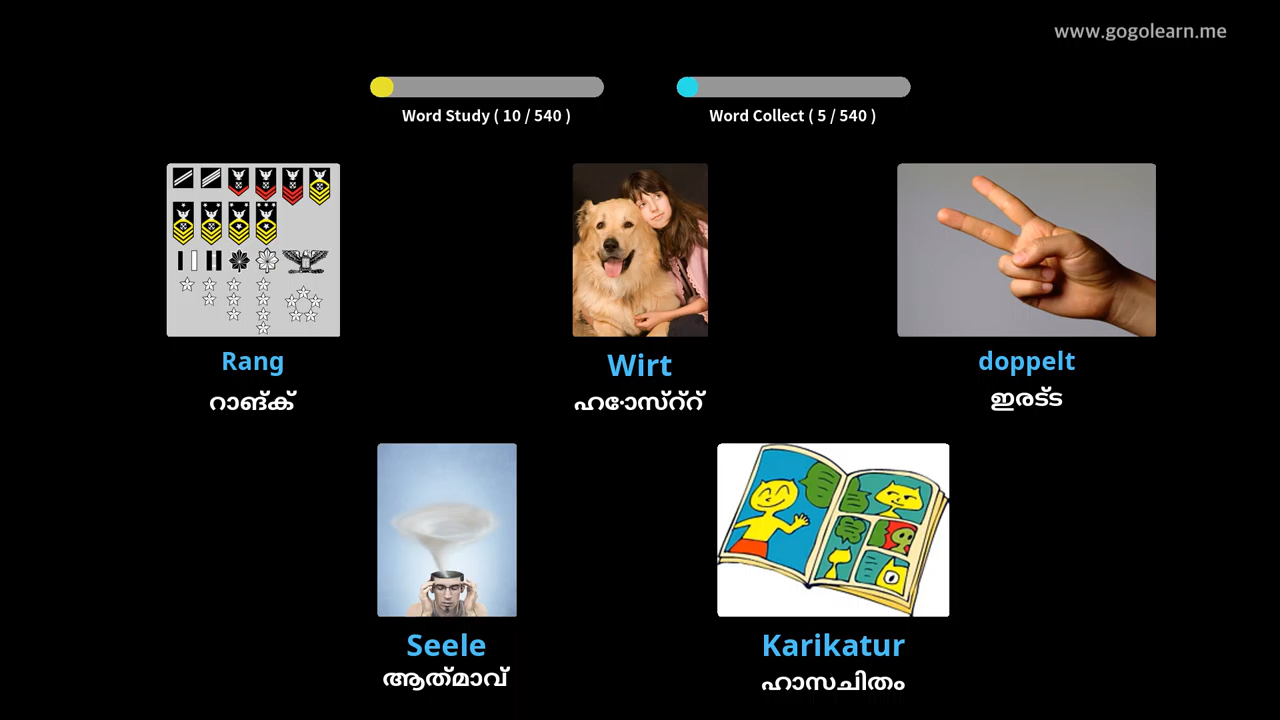 www.gogolearn.me
Word Study ( 10 / 540 )
Word Collect ( 5 / 540 )
Rang
റാങ്ക്
Wirt
ഹോസ്റ്റ്
doppelt
ഇരട്ട
Seele
ആത്മാവ്
Karikatur
ഹാസചിതം